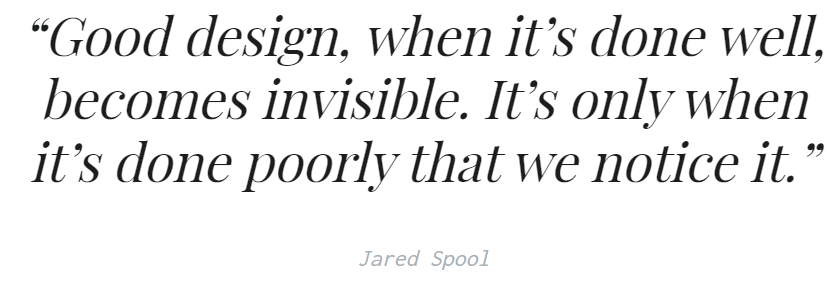 “Good design, when it’s done well,
becomes invisible. It’s only when
it’s done poorly that we notice it.”
Jared Spool